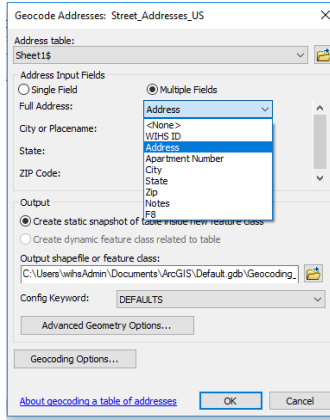 Geocode Addresses: Street_Addresses_US
Address table:
Sheet1$
Address Input Fields
Single Field Multiple Fields
Full Address: Address
<None>
WIHS ID
City or Placename: Address
Apartment Number
State: City
State
ZIP Code: Zip
Notes
F8
Output
Create static snapshot of table inside new feature class
Create dynamic feature class related to table
Output shapefile or feature class:
C:\Users\wihsAdmin\Documents\ArcGIS\Default.gdb\Geocoding_
Config Keyword: DEFAULTS
Advanced Geometry Options...
Geocoding Options...
About geocoding a table of addresses OK Cancel